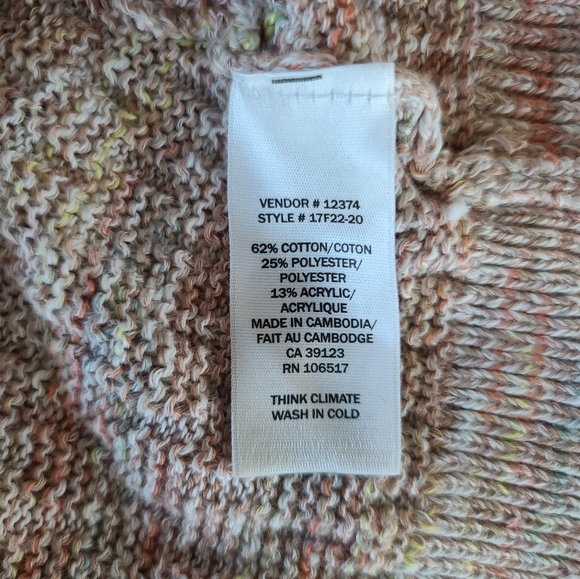 VENDOR # 12374
STYLE # 17F22-20
62% COTTON/COTON
25% POLYESTER/
POLYESTER
13% ACRYLIC/
ACRYLIQUE
MADE IN CAMBODIA/
FAIT AU CAMBODGE
CA 39123
RN 106517
THINK CLIMATE
WASH IN COLD